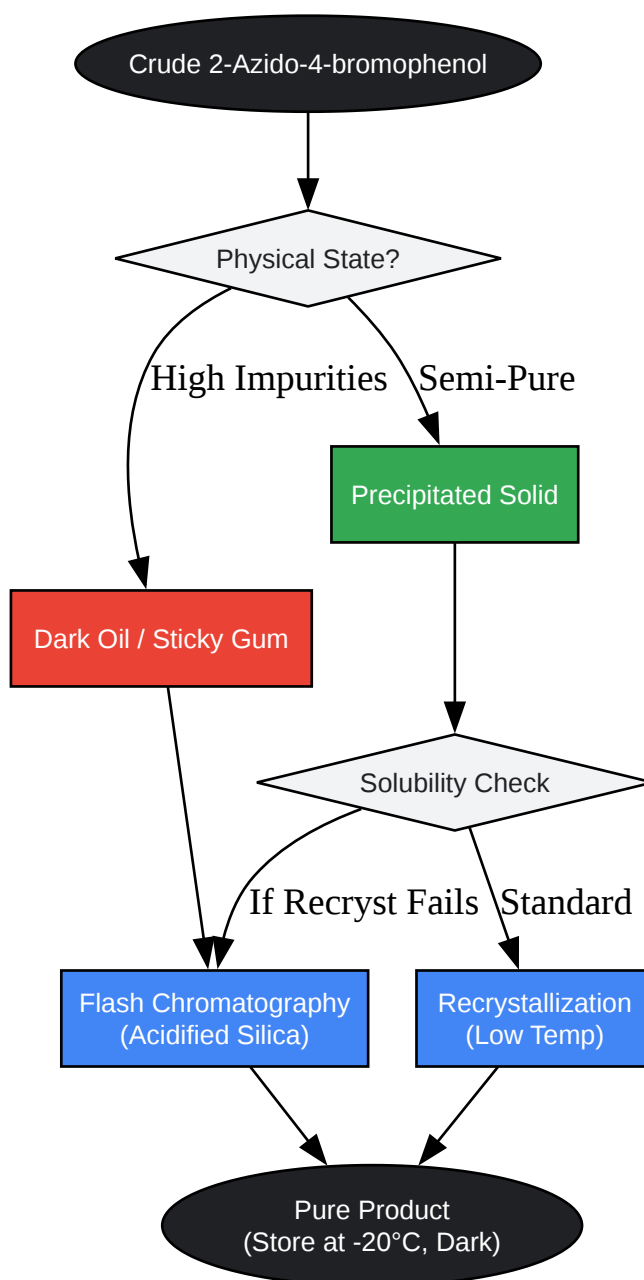 Crude 2-Azido-4-bromophenol
Physical State?
High Impurities
Semi-Pure
Precipitated Solid
Dark Oil / Sticky Gum
Solubility Check
If Recryst Fails
Standard
Flash Chromatography
(Acidified Silica)
Recrystallization
(Low Temp)
Pure Product
(Store at -20°C, Dark)